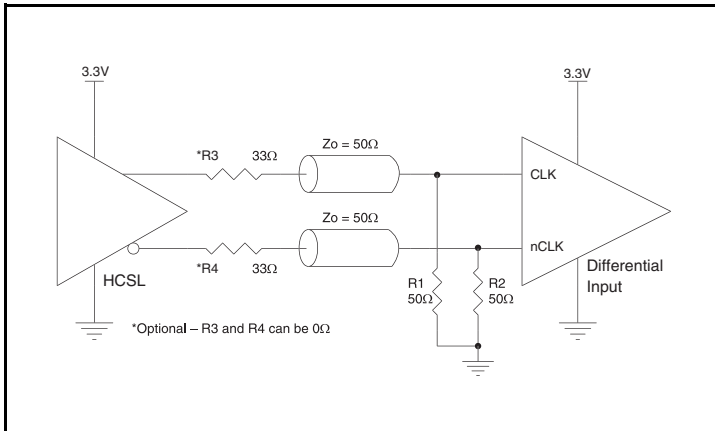 3.3V
3.3V
*R3 33Ω
Zo = 50Ω
CLK
Zo = 50Ω
nCLK
*R4 33Ω
HCSL
R1
50Ω
R2
50Ω
Differential
Input
*Optional – R3 and R4 can be 0Ω